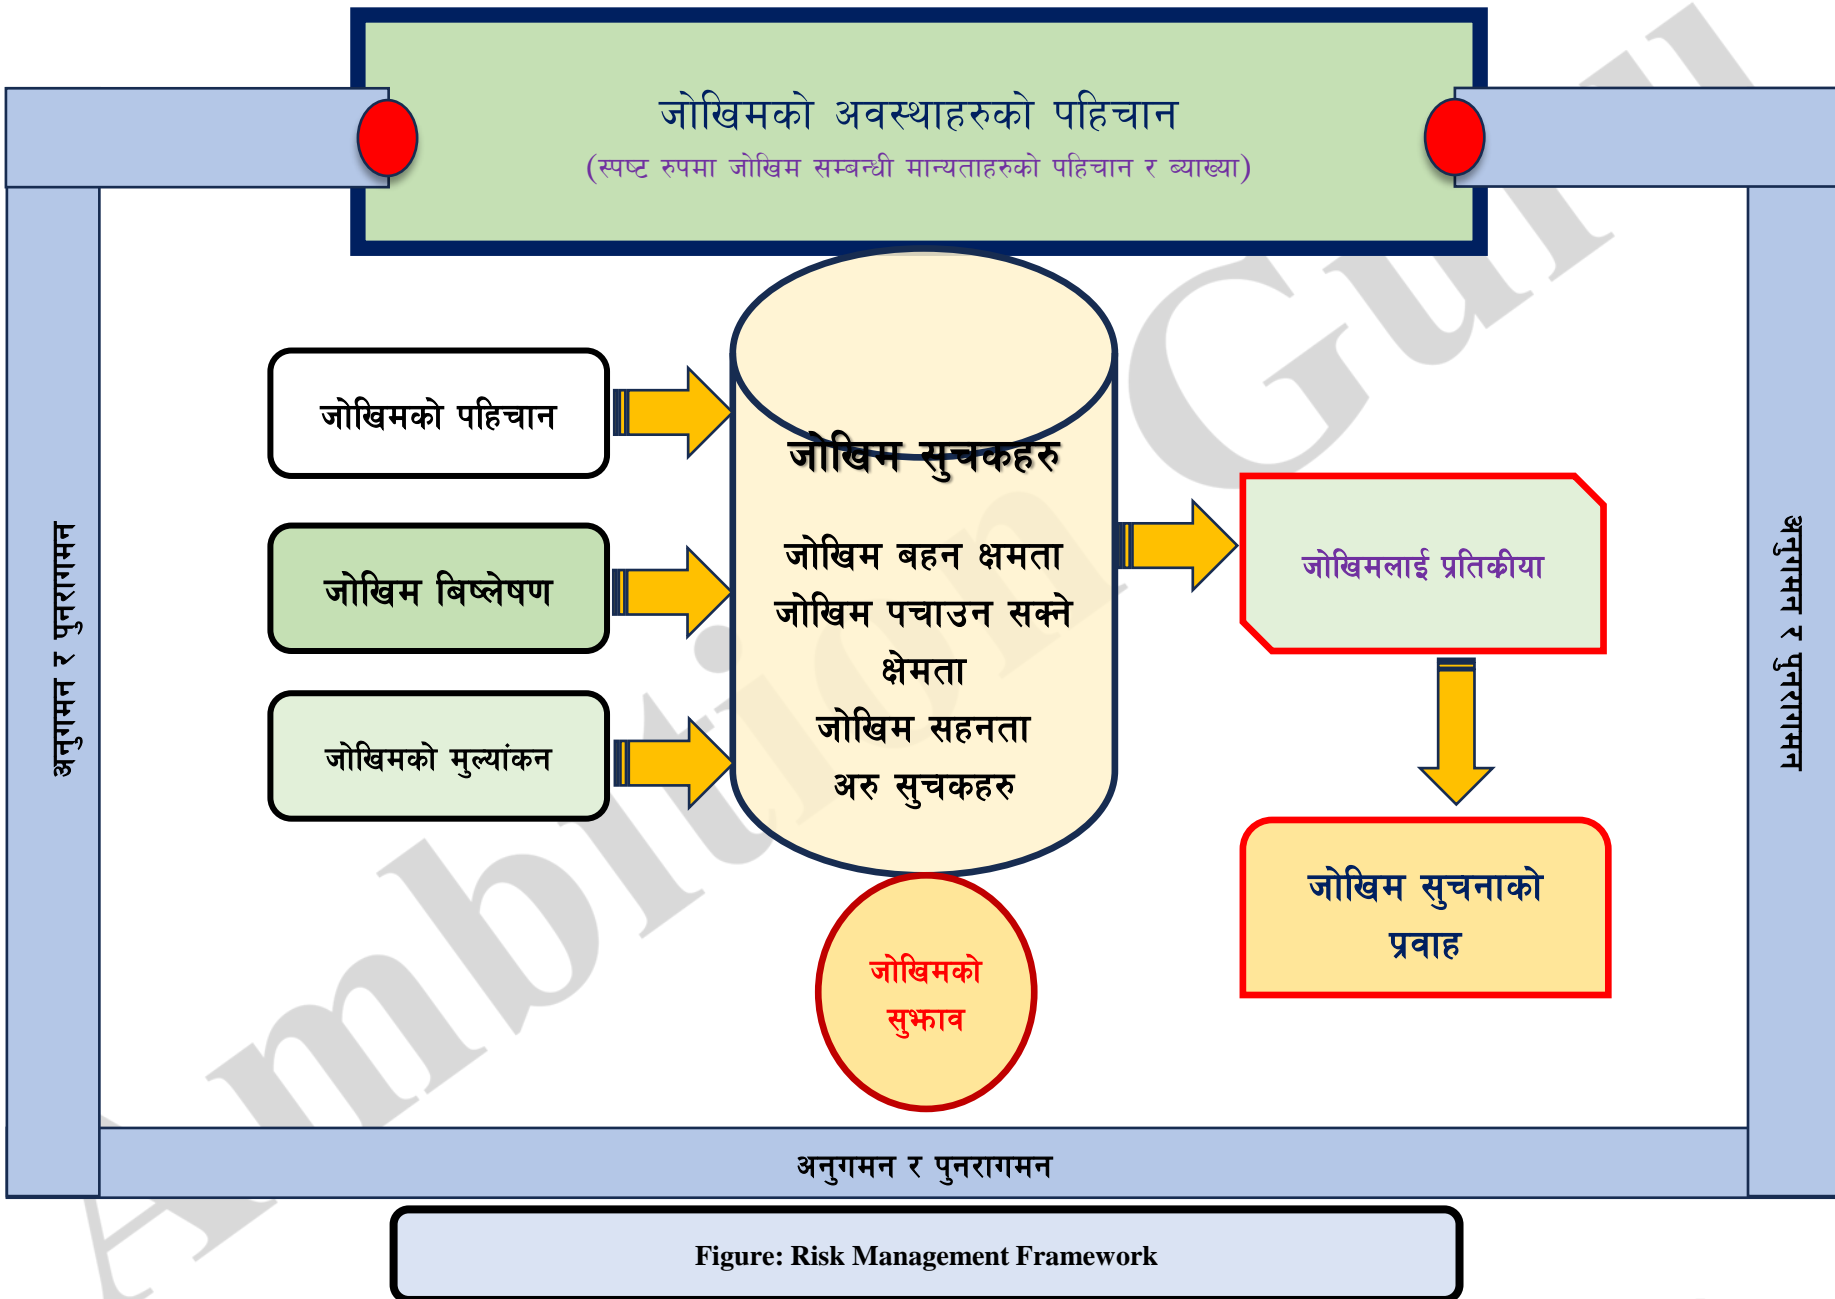 जोखिमको अवस्थाहरुको पहिचान
(स्पष्ट रुपमा जोखिम सम्बन्धी मान्यताहरुको पहिचान र ब्याख्या)
जोखिमको पहिचान
जोखिम बिष्लेषण
जोखिमको मुल्यांकन
जोखिम सुचकहरु
जोखिम बहन क्षमता
जोखिम पचाउन सक्ने
क्षेमता
जोखिम सहनता
अरु सुचकहरु
जोखिमलाई प्रतिक्रीया
जोखिम सुचनाको
प्रवाह
जोखिमको
सुझाव
अनुगमन र पुनरागमन
अनुगमन र पुनरागमन
अनुगमन र पुनरागमन
Figure: Risk Management Framework
Ambition Guru